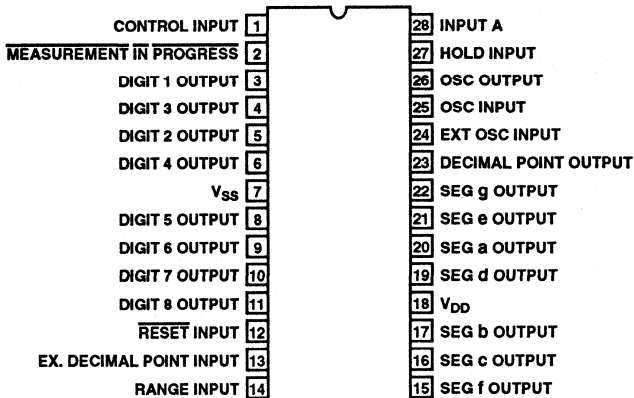 CONTROL INPUT 1
MEASUREMENT IN PROGRESS 2
DIGIT 1 OUTPUT 3
DIGIT 3 OUTPUT 4
DIGIT 2 OUTPUT 5
DIGIT 4 OUTPUT 6
VSS 7
DIGIT 5 OUTPUT 8
DIGIT 6 OUTPUT 9
DIGIT 7 OUTPUT 10
DIGIT 8 OUTPUT 11
RESET INPUT 12
EX. DECIMAL POINT INPUT 13
RANGE INPUT 14
28 INPUT A
27 HOLD INPUT
26 OSC OUTPUT
25 OSC INPUT
24 EXT OSC INPUT
23 DECIMAL POINT OUTPUT
22 SEG g OUTPUT
21 SEG e OUTPUT
20 SEG a OUTPUT
19 SEG d OUTPUT
18 VDD
17 SEG b OUTPUT
16 SEG c OUTPUT
15 SEG f OUTPUT